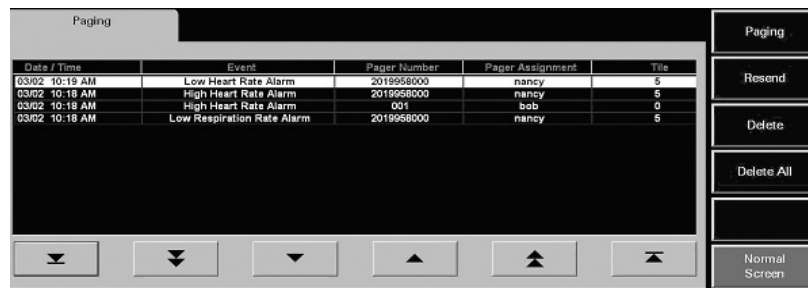 Paging
Date / Time Event Pager Number Pager Assignment Tile
03/02 10:19 AM Low Heart Rate Alarm 2019958000 nancy 5
03/02 10:18 AM High Heart Rate Alarm 2019958000 nancy 5
03/02 10:18 AM High Heart Rate Alarm 001 bob 0
03/02 10:18 AM Low Respiration Rate Alarm 2019958000 nancy 5
Paging
Resend
Delete
Delete All
Normal
Screen